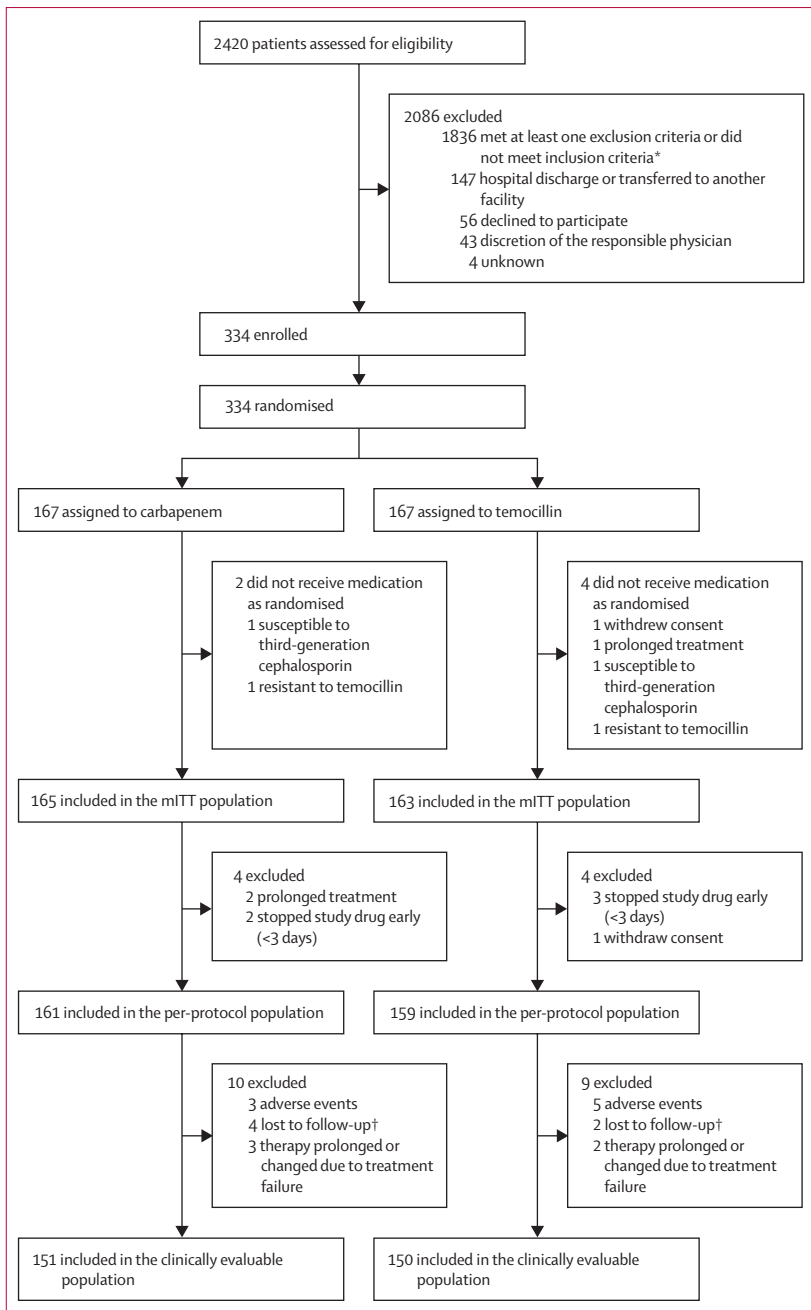 2420 patients assessed for eligibility
2086 excluded
1836 met at least one exclusion criteria or did
not meet inclusion criteria*
147 hospital discharge or transferred to another
facility
56 declined to participate
43 discretion of the responsible physician
4 unknown
334 enrolled
334 randomised
167 assigned to carbapenem
167 assigned to temocillin
2 did not receive medication
as randomised
1 susceptible to
third-generation
cephalosporin
1 resistant to temocillin
4 did not receive medication
as randomised
1 withdrew consent
1 prolonged treatment
1 susceptible to
third-generation
cephalosporin
1 resistant to temocillin
165 included in the mITT population
163 included in the mITT population
4 excluded
2 prolonged treatment
2 stopped study drug early
(<3 days)
4 excluded
3 stopped study drug early
(<3 days)
1 withdraw consent
161 included in the per-protocol population
159 included in the per-protocol population
10 excluded
3 adverse events
4 lost to follow-up†
3 therapy prolonged or
changed due to treatment
failure
9 excluded
5 adverse events
2 lost to follow-up†
2 therapy prolonged or
changed due to treatment
failure
151 included in the clinically evaluable
population
150 included in the clinically evaluable
population